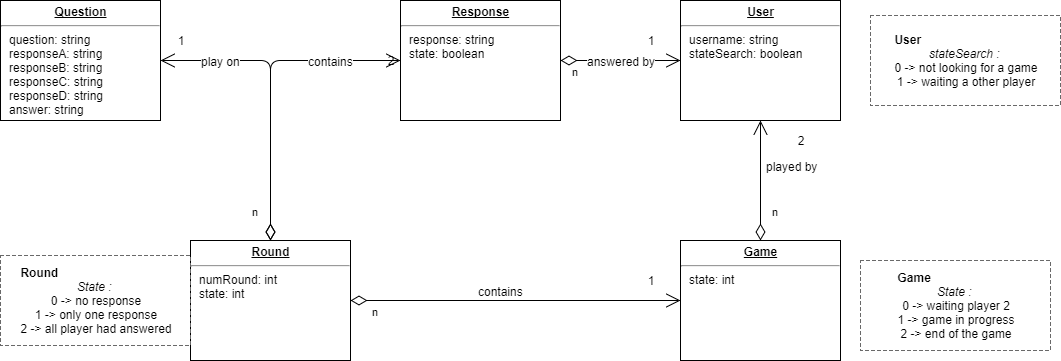 Question
question: string
responseA: string
responseB: string
responseC: string
responseD: string
answer: string
1
play on
contains
2
Response
response: string
state: boolean
1
answered by
n
User
username: string
stateSearch: boolean
User
stateSearch :
0 -> not looking for a game
1 -> waiting a other player
2
played by
n
n
Round
State :
0 -> no response
1 -> only one response
2 -> all player had answered
Round
numRound: int
state: int
contains
1
n
Game
state: int
Game
State :
0 -> waiting player 2
1 -> game in progress
2 -> end of the game